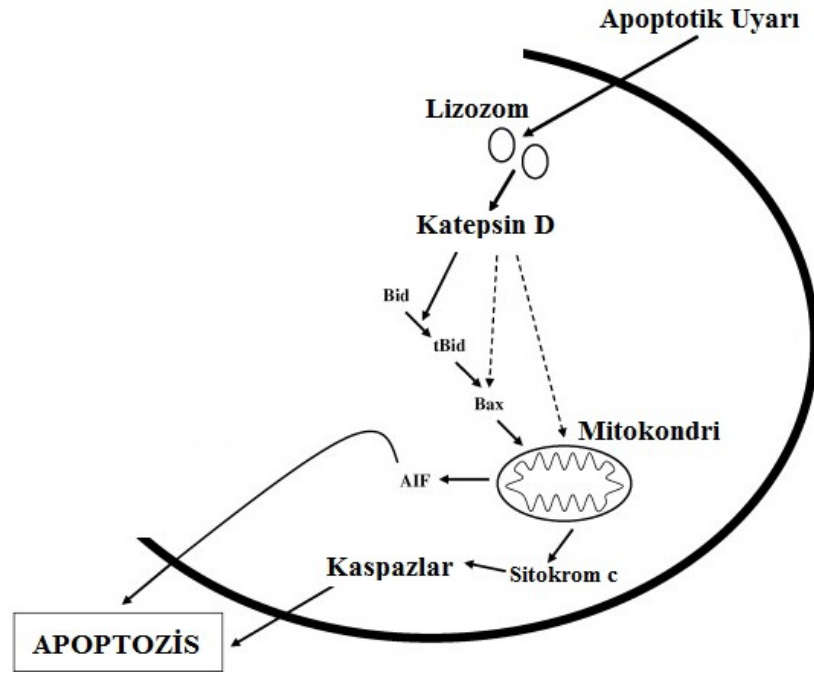 Apoptotik Uyarı
Lizozom
Katepsin D
Bid
tBid
Bax
Mitokondri
AIF
Sitokrom c
Kaspazlar
APOPTOZİS